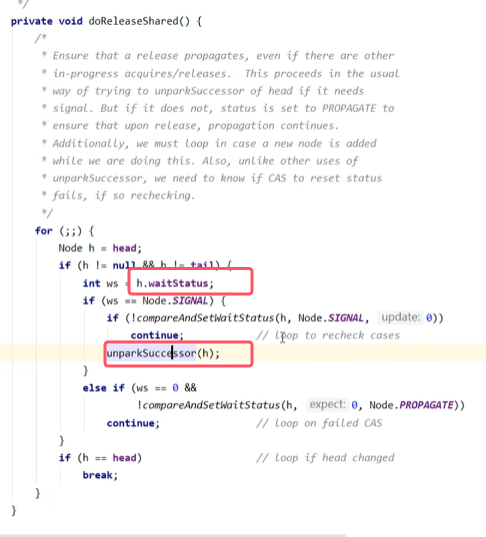 */
private void doReleaseShared() {
/*
* Ensure that a release propagates, even if there are other
* in-progress acquires/releases.  This proceeds in the usual
* way of trying to unparkSuccessor of head if it needs
* signal. But if it does not, status is set to PROPAGATE to
* ensure that upon release, propagation continues.
* Additionally, we must loop in case a new node is added
* while we are doing this. Also, unlike other uses of
* unparkSuccessor, we need to know if CAS to reset status
* fails, if so rechecking.
*/
for (;;) {
Node h = head;
if (h != null && h != tail) {
int ws = h.waitStatus;
if (ws == Node.SIGNAL) {
if (!compareAndSetWaitStatus(h, Node.SIGNAL, update: 0))
continue; // loop to recheck cases
unparkSuccessor(h);
}
else if (ws == 0 &&
!compareAndSetWaitStatus(h, expect: 0, Node.PROPAGATE))
continue; // loop on failed CAS
}
if (h == head) // loop if head changed
break;
}
}